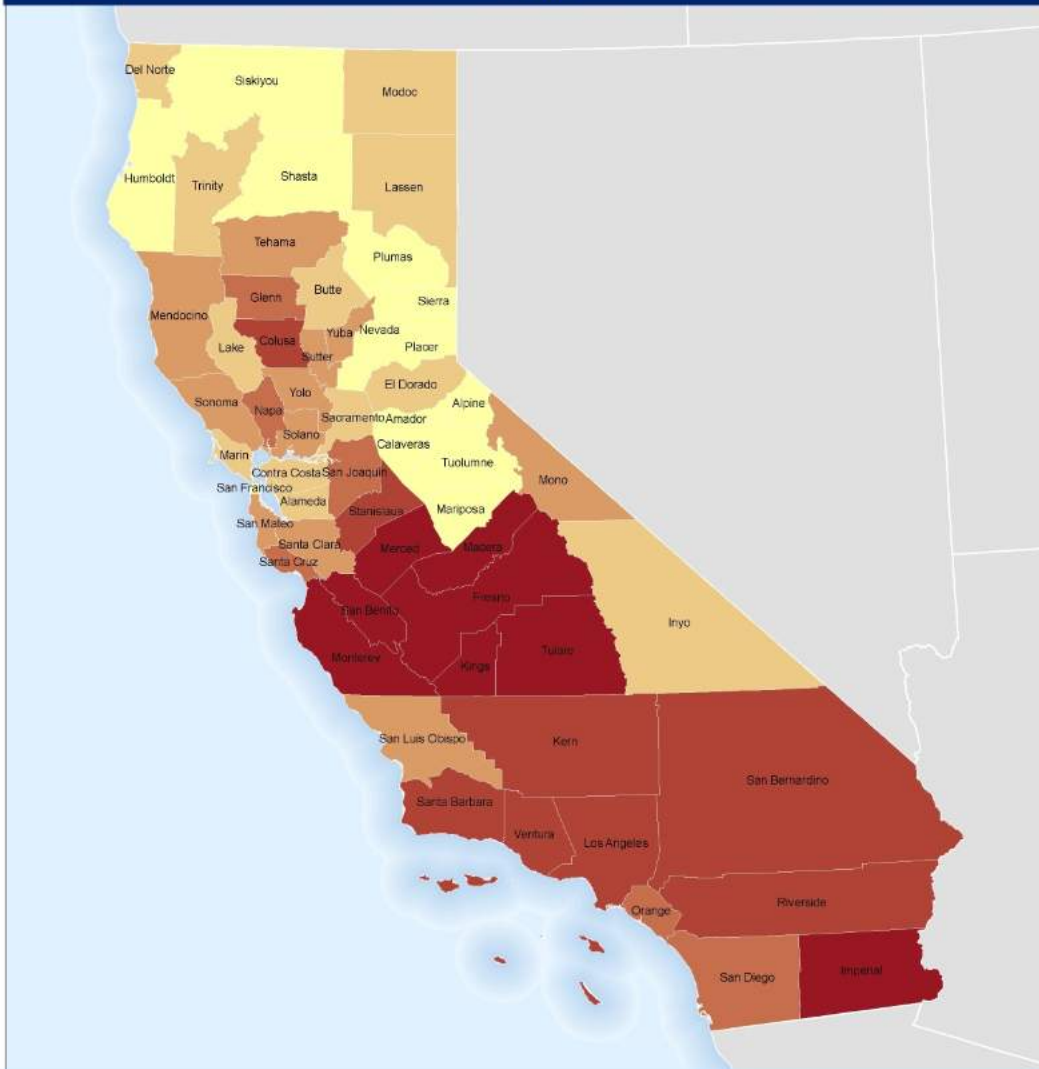 Del Norte
Siskiyou
Modoc
Humboldt
Trinity
Shasta
Lassen
Tehama
Plumas
Glenn
Butte
Sierra
Mendocino
Colusa
Yuba
Nevada
Lake
Sutter
Placer
El Dorado
Yolo
Sonoma
Napa
Alpine
Sacramento
Amador
Solano
Calaveras
Marin
Tuolumne
Contra Costa
San Joaquin
Mono
San Francisco
Alameda
Mariposa
Stanislaus
San Mateo
Santa Clara
Merced
Madera
Santa Cruz
Fresno
San Benito
Inyo
Tulare
Monterey
Kings
San Luis Obispo
Kern
San Bernardino
Santa Barbara
Ventura
Los Angeles
Riverside
Orange
San Diego
Imperial